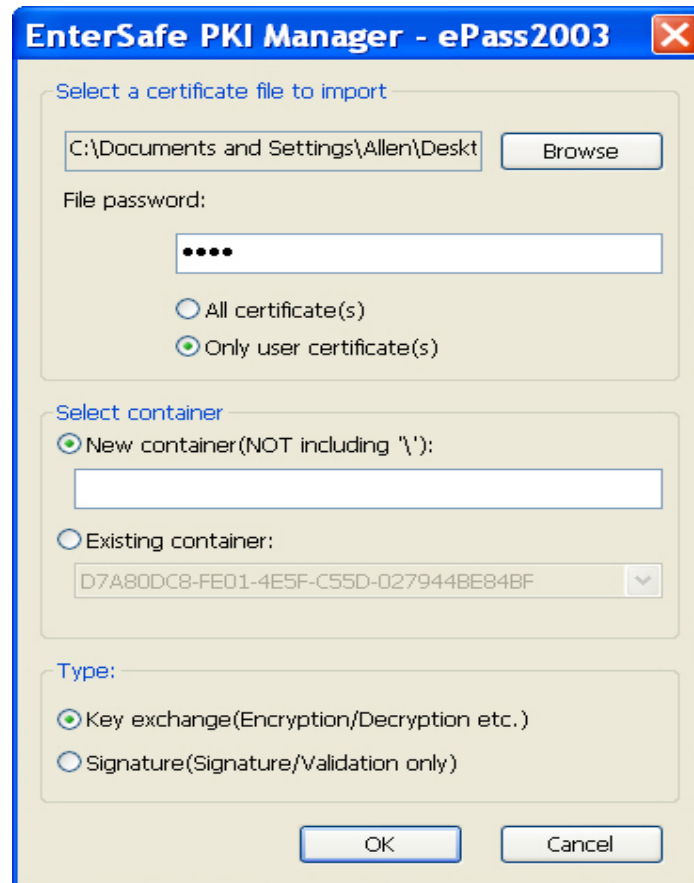 EnterSafe PKI Manager - ePass2003
Select a certificate file to import
C:\Documents and Settings\Allen\Deskt
Browse
File password:
••••
All certificate(s)
Only user certificate(s)
Select container
New container(NOT including '\'):
Existing container:
D7A80DC8-FE01-4E5F-C55D-027944BE84BF
Type:
Key exchange(Encryption/Decryption etc.)
Signature(Signature/Validation only)
OK
Cancel